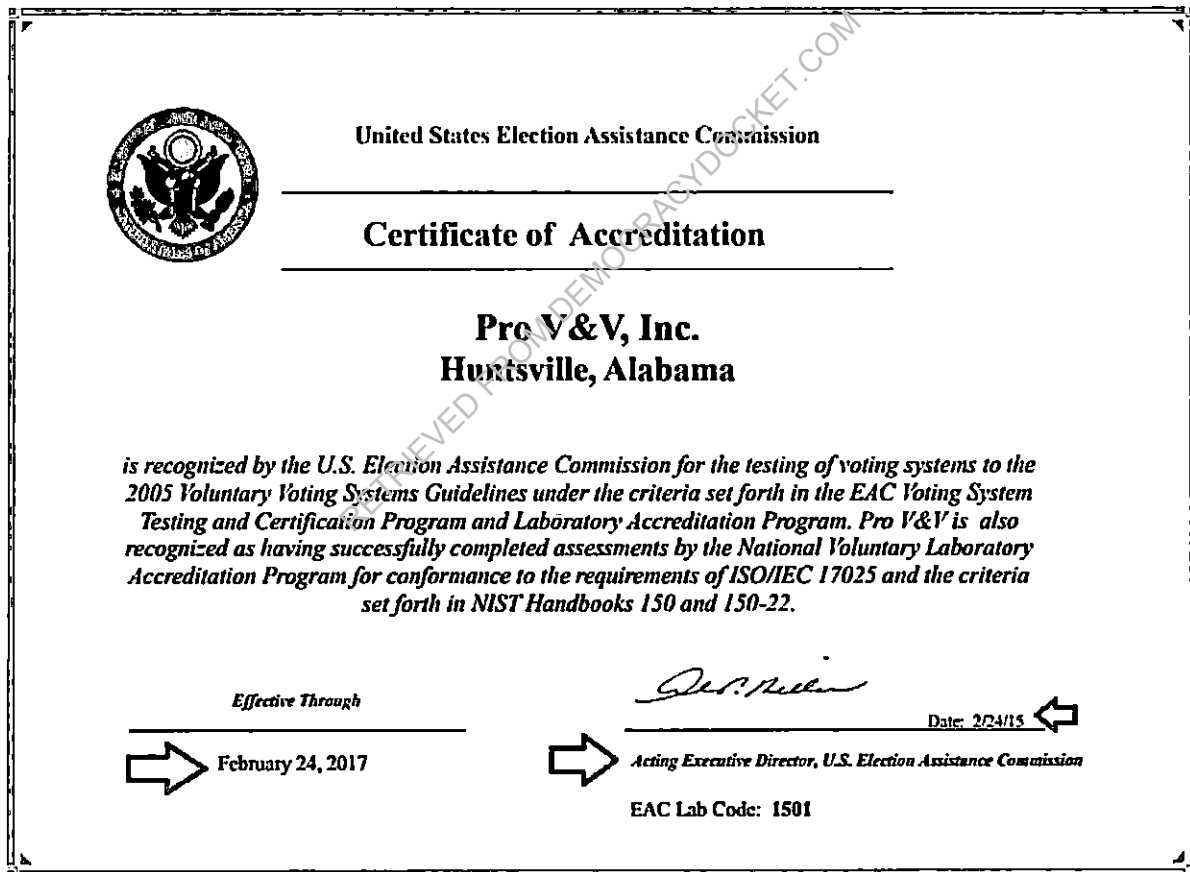 RETRIEVED FROM DEMOCRACYDOCKET.COM
United States Election Assistance Commission
Certificate of Accreditation
Pro V&V, Inc.
Huntsville, Alabama
is recognized by the U.S. Election Assistance Commission for the testing of voting systems to the
2005 Voluntary Voting Systems Guidelines under the criteria set forth in the EAC Voting System
Testing and Certification Program and Laboratory Accreditation Program. Pro V&V is also
recognized as having successfully completed assessments by the National Voluntary Laboratory
Accreditation Program for conformance to the requirements of ISO/IEC 17025 and the criteria
set forth in NIST Handbooks 150 and 150-22.
Effective Through
Date: 2/24/15
February 24, 2017
Acting Executive Director, U.S. Election Assistance Commission
EAC Lab Code: 1501